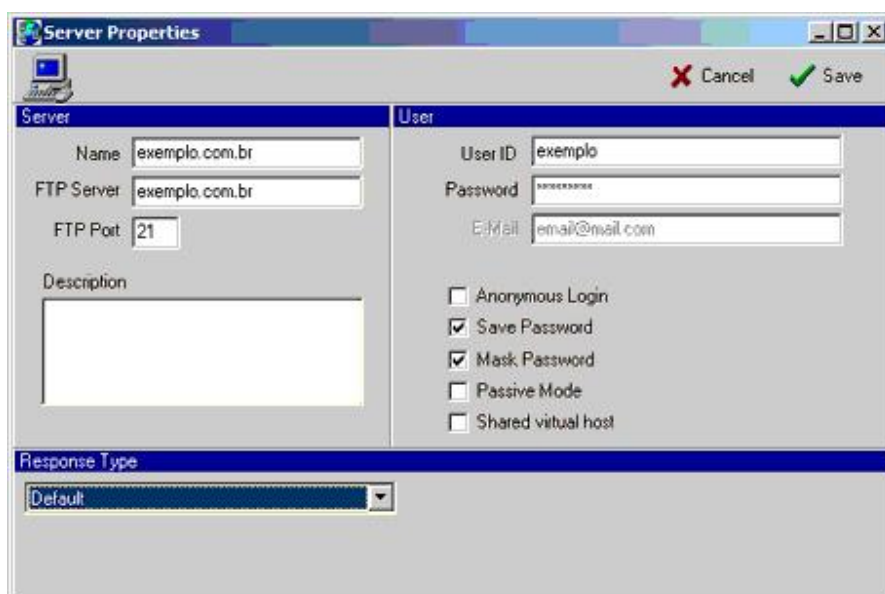 Server Properties
Cancel
Save
Server
Name exemplo.com.br
FTP Server exemplo.com.br
FTP Port 21
Description
User
User ID exemplo
Password *********
E-Mail email@mail.com
Anonymous Login
Save Password
Mask Password
Passive Mode
Shared virtual host
Response Type
Default